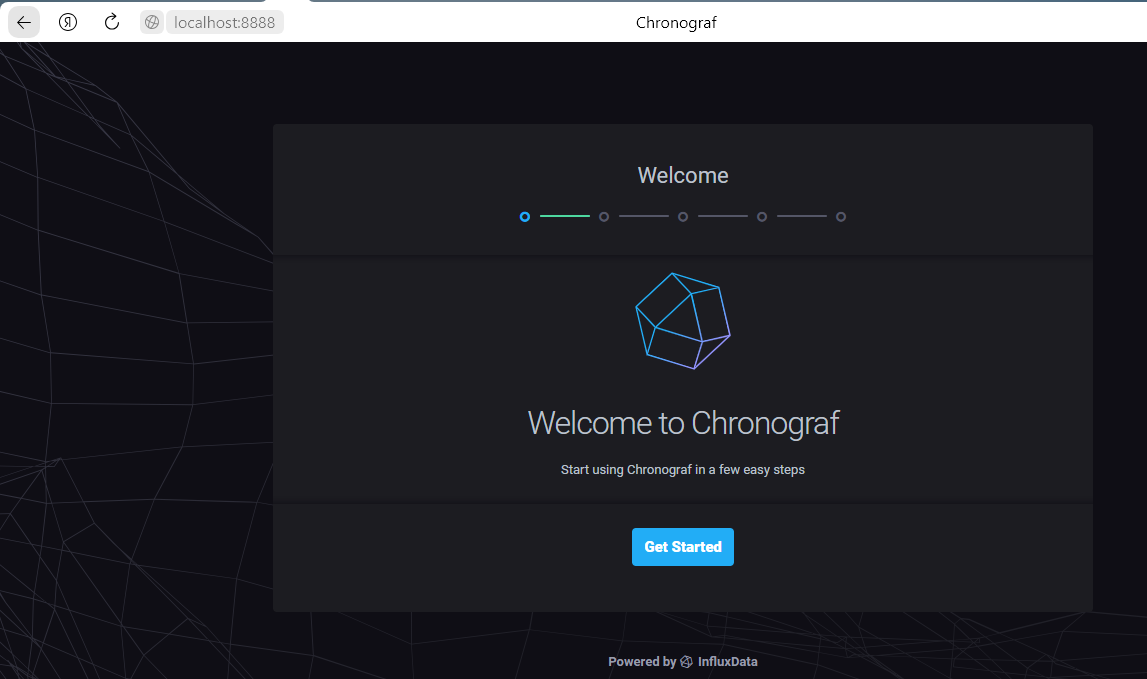 localhost:8888
Chronograf
Welcome
Welcome to Chronograf
Start using Chronograf in a few easy steps
Get Started
Powered by InfluxData